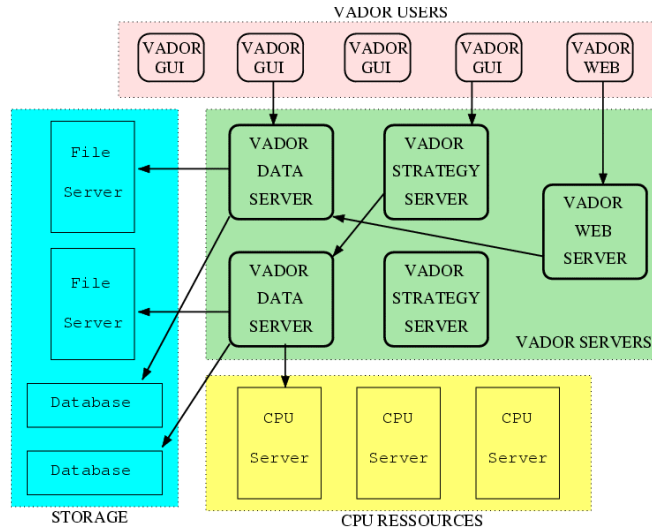 VADOR USERS
VADOR
GUI
VADOR
GUI
VADOR
GUI
VADOR
GUI
VADOR
WEB
File
Server
VADOR
DATA
SERVER
VADOR
STRATEGY
SERVER
VADOR
WEB
SERVER
File
Server
VADOR
DATA
SERVER
VADOR
STRATEGY
SERVER
VADOR SERVERS
Database
Database
CPU
Server
CPU
Server
CPU
Server
STORAGE
CPU RESSOURCES